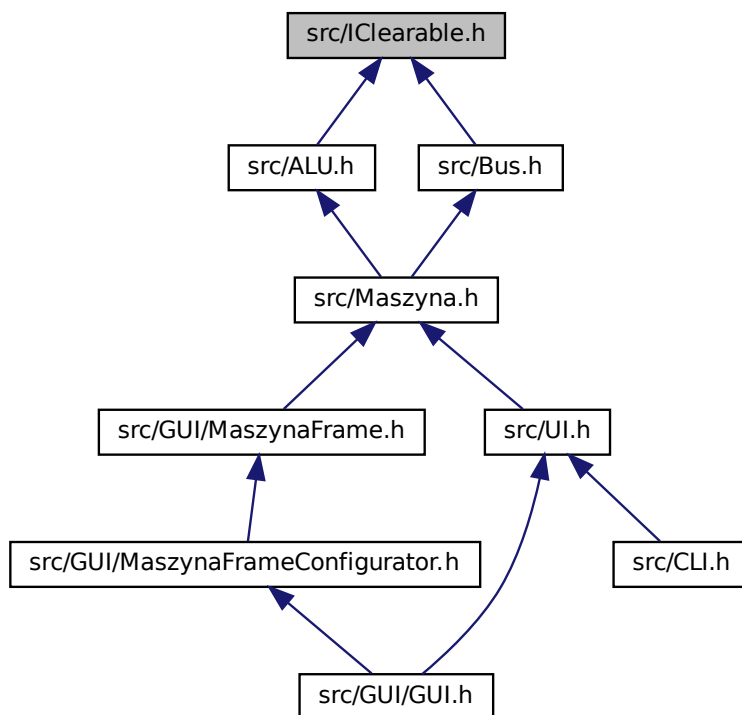 src/IClearable.h
src/ALU.h
src/Bus.h
src/Maszyna.h
src/GUI/MaszynaFrame.h
src/UI.h
src/GUI/MaszynaFrameConfigurator.h
src/CLI.h
src/GUI/GUI.h